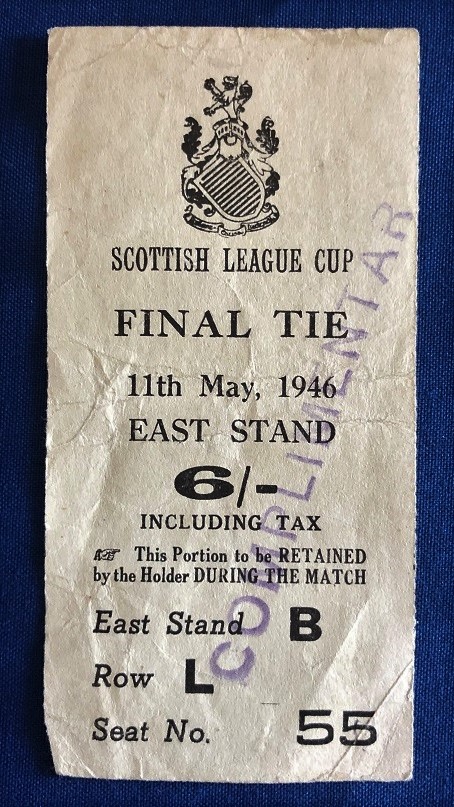 SCOTTISH LEAGUE CUP
FINAL TIE
11th May, 1946
EAST STAND
6/-
INCLUDING TAX
☞ This Portion to be RETAINED
by the Holder DURING THE MATCH
East Stand B
Row L
Seat No. 55
COMPLIMENTAR